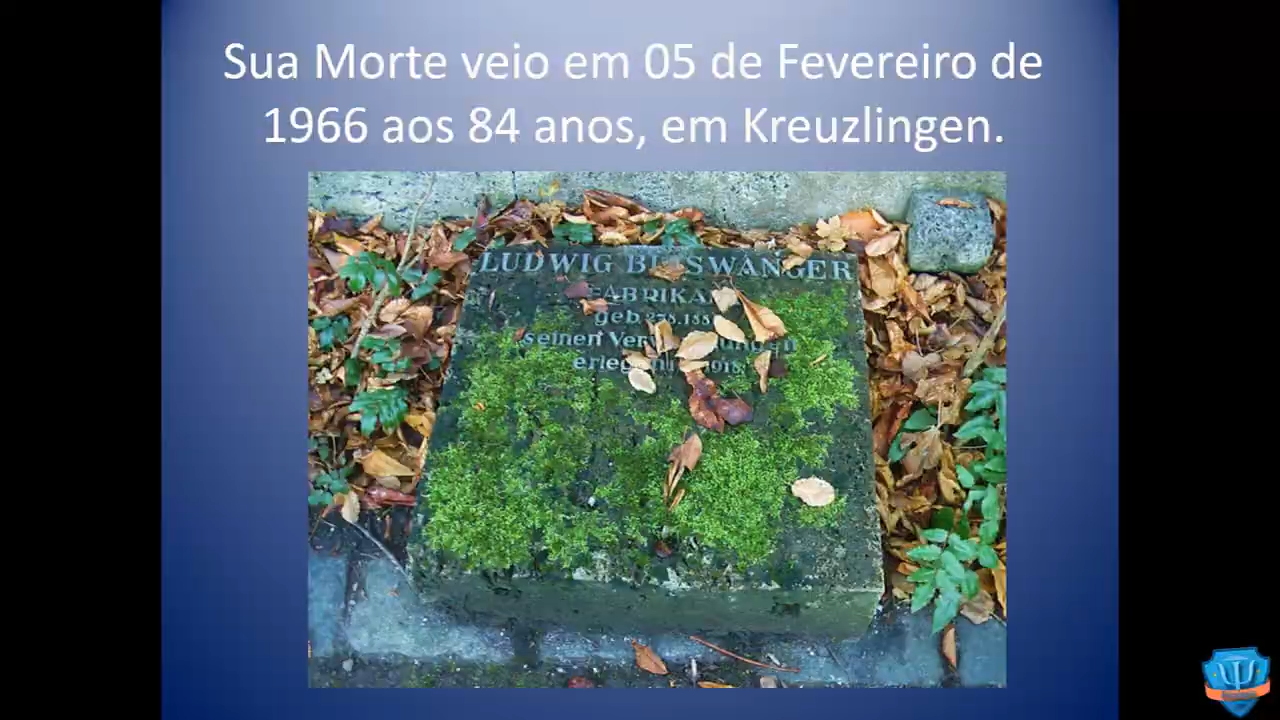 Sua Morte veio em 05 de Fevereiro de
1966 aos 84 anos, em Kreuzlingen.
LUDWIG SWANGER
geb
seinen